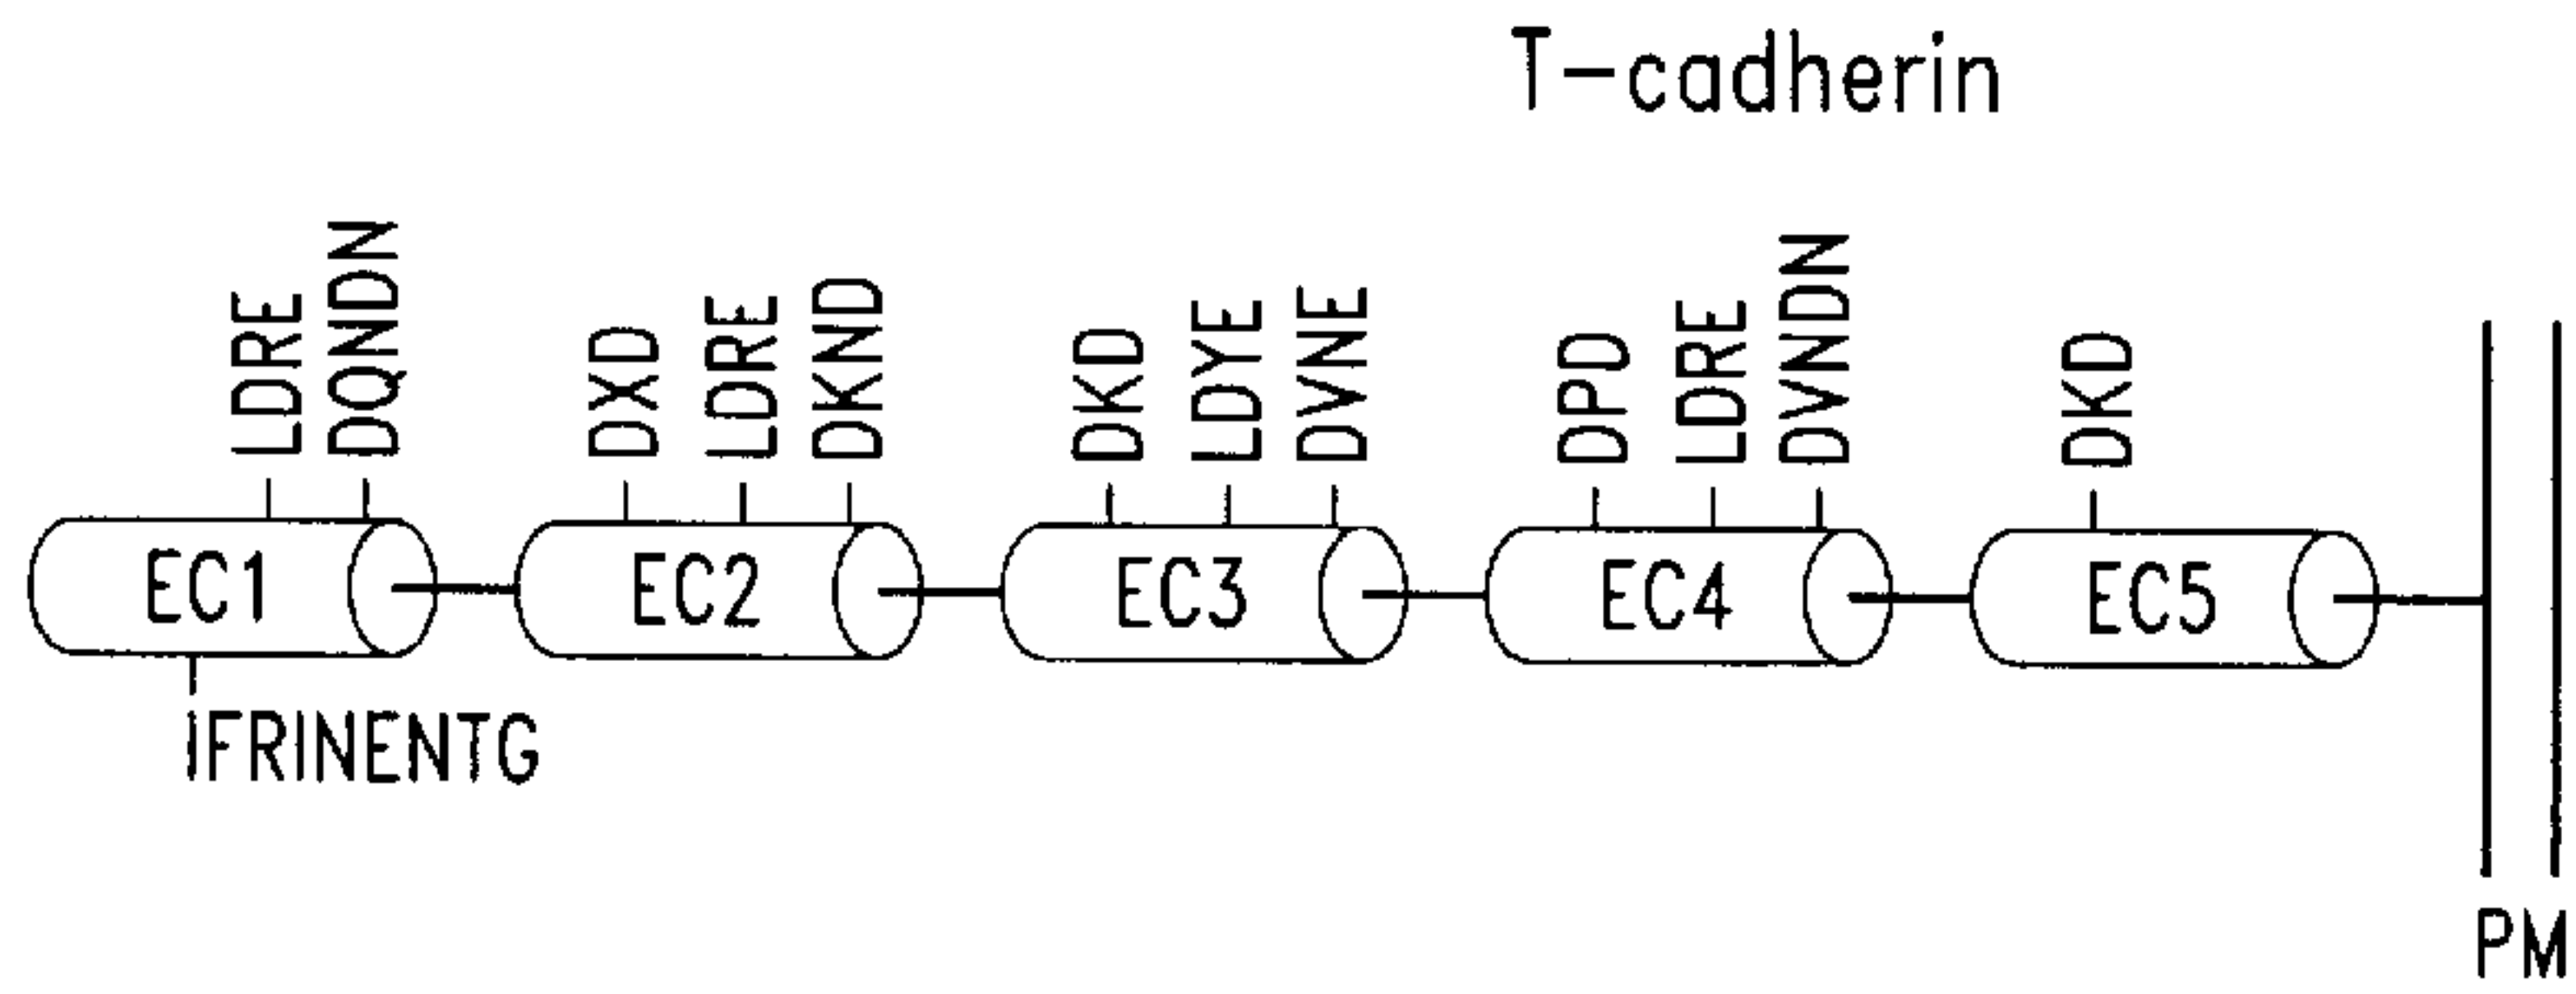 T-cadherin
LDRE
DQNDN
DXD
LDRE
DKND
DKD
LDYE
DVNE
DPD
LDRE
DVNDN
DKD
EC1
EC2
EC3
EC4
EC5
IFRINENTG
PM